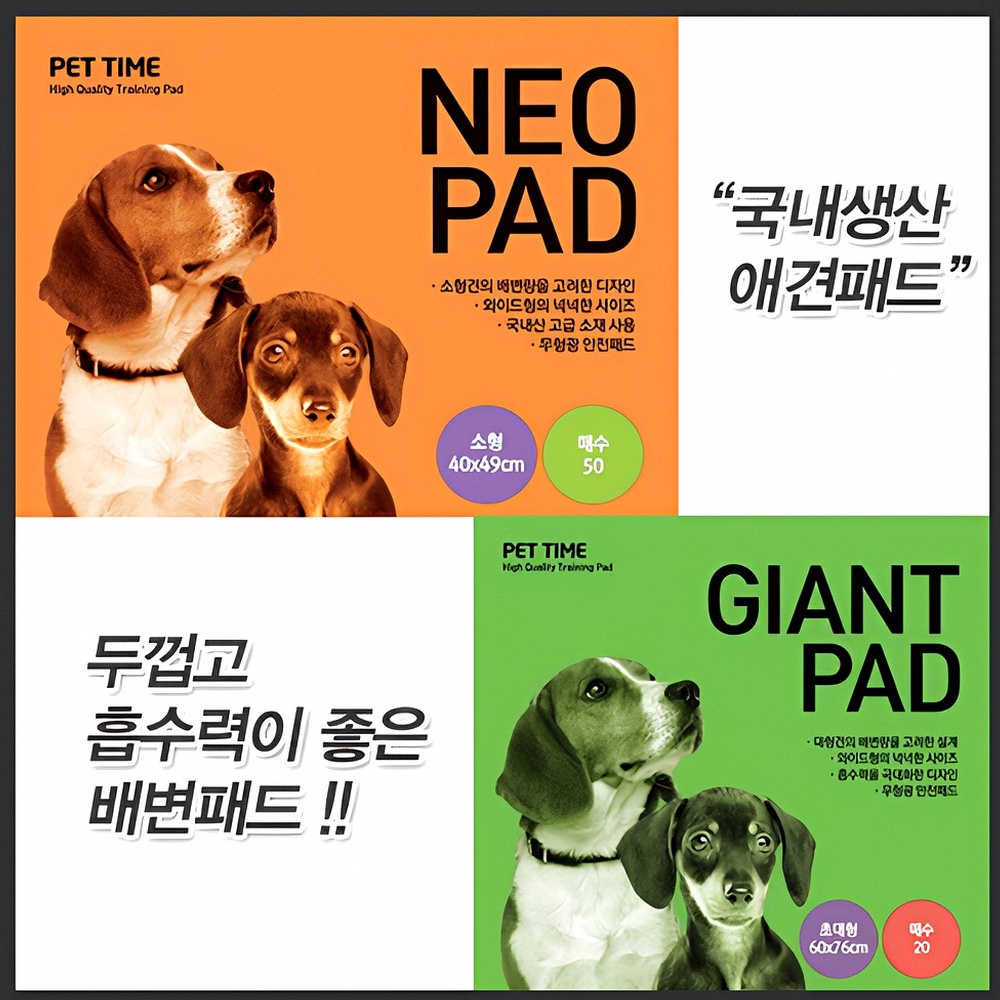 PET TIME
High Quality Training Pad
NEO
PAD
· 소형견의 배변량을 고려한 디자인
· 와이드형의 넉넉한 사이즈
· 국내산 고급 소재 사용
· 무형광 안전패드
소형
40x49cm
매수
50
“국내생산
애견패드”
두껍고
흡수력이 좋은
배변패드 !!
PET TIME
High Quality Training Pad
GIANT
PAD
· 대형견의 배변량을 고려한 설계
· 와이드형의 넉넉한 사이즈
· 흡수력을 극대화한 디자인
· 무형광 안전패드
초대형
60x76cm
매수
20